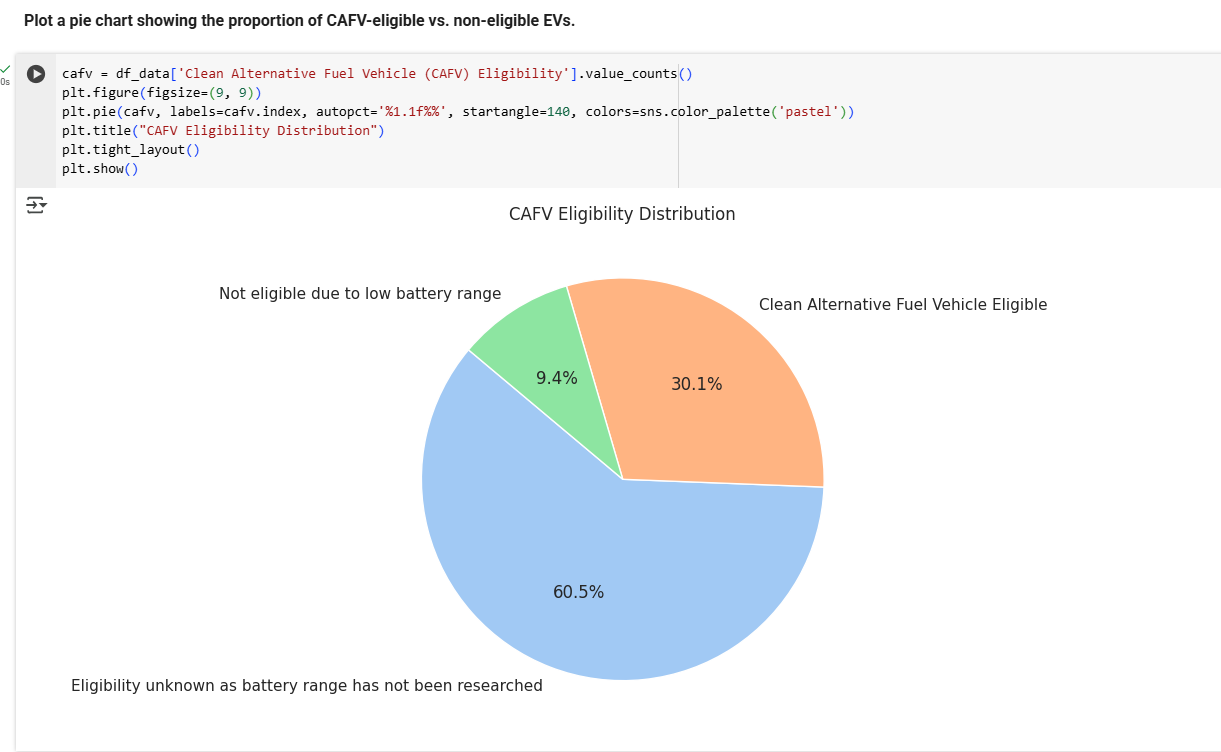 Plot a pie chart showing the proportion of CAFV-eligible vs. non-eligible EVs.
0s
cafv = df_data['Clean Alternative Fuel Vehicle (CAFV) Eligibility'].value_counts()
plt.figure(figsize=(9, 9))
plt.pie(cafv, labels=cafv.index, autopct='%1.1f%%', startangle=140, colors=sns.color_palette('pastel'))
plt.title("CAFV Eligibility Distribution")
plt.tight_layout()
plt.show()
CAFV Eligibility Distribution
Not eligible due to low battery range
Clean Alternative Fuel Vehicle Eligible
9.4%
30.1%
60.5%
Eligibility unknown as battery range has not been researched